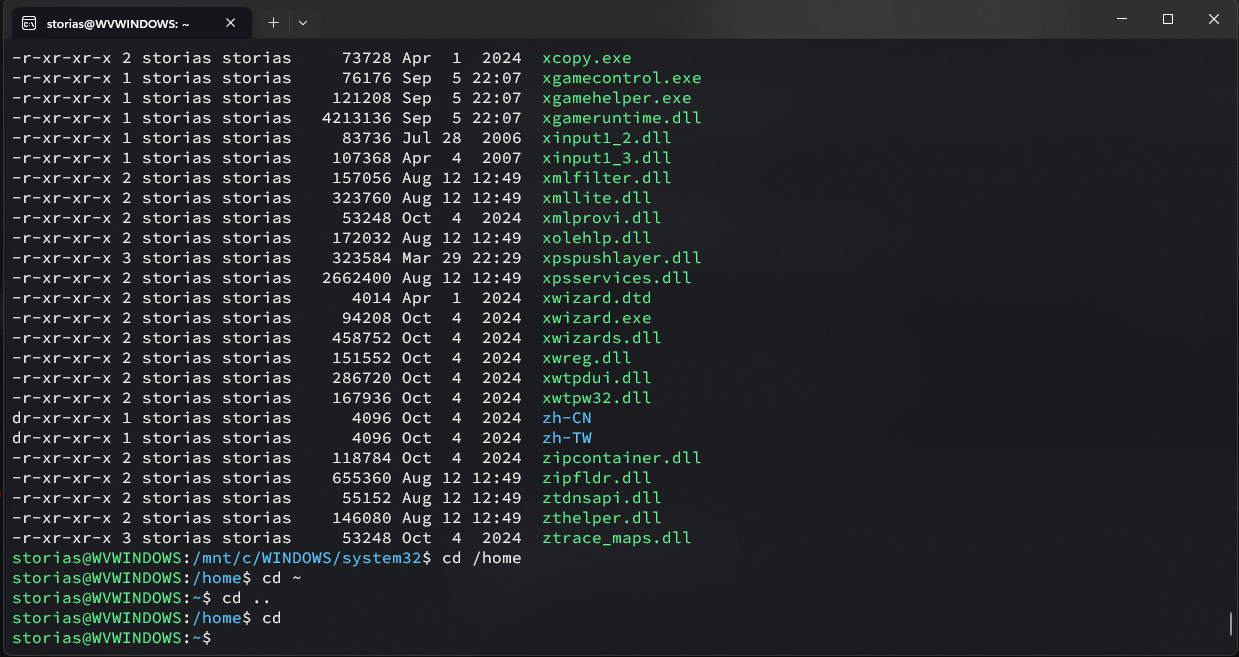 storias@WVWINDOWS: ~
-r-xr-xr-x 2 storias storias     73728 Apr  1  2024  xcopy.exe
-r-xr-xr-x 1 storias storias     76176 Sep  5 22:07  xgamecontrol.exe
-r-xr-xr-x 1 storias storias    121208 Sep  5 22:07  xgamehelper.exe
-r-xr-xr-x 1 storias storias   4213136 Sep  5 22:07  xgameruntime.dll
-r-xr-xr-x 1 storias storias     83736 Jul 28  2006  xinput1_2.dll
-r-xr-xr-x 1 storias storias    107368 Apr  4  2007  xinput1_3.dll
-r-xr-xr-x 2 storias storias    157056 Aug 12 12:49  xmlfilter.dll
-r-xr-xr-x 2 storias storias    323760 Aug 12 12:49  xmllite.dll
-r-xr-xr-x 2 storias storias     53248 Oct  4  2024  xmlprovi.dll
-r-xr-xr-x 2 storias storias    172032 Aug 12 12:49  xolehlp.dll
-r-xr-xr-x 3 storias storias    323584 Mar 29 22:29  xpspushlayer.dll
-r-xr-xr-x 2 storias storias   2662400 Aug 12 12:49  xpsservices.dll
-r-xr-xr-x 2 storias storias      4014 Apr  1  2024  xwizard.dtd
-r-xr-xr-x 2 storias storias     94208 Oct  4  2024  xwizard.exe
-r-xr-xr-x 2 storias storias    458752 Oct  4  2024  xwizards.dll
-r-xr-xr-x 2 storias storias    151552 Oct  4  2024  xwreg.dll
-r-xr-xr-x 2 storias storias    286720 Oct  4  2024  xwtpdui.dll
-r-xr-xr-x 2 storias storias    167936 Oct  4  2024  xwtpw32.dll
dr-xr-xr-x 1 storias storias      4096 Oct  4  2024  zh-CN
dr-xr-xr-x 1 storias storias      4096 Oct  4  2024  zh-TW
-r-xr-xr-x 2 storias storias    118784 Oct  4  2024  zipcontainer.dll
-r-xr-xr-x 2 storias storias    655360 Aug 12 12:49  zipfldr.dll
-r-xr-xr-x 2 storias storias     55152 Aug 12 12:49  ztdnsapi.dll
-r-xr-xr-x 2 storias storias    146080 Aug 12 12:49  zthelper.dll
-r-xr-xr-x 3 storias storias     53248 Oct  4  2024  ztrace_maps.dll
storias@WVWINDOWS:/mnt/c/WINDOWS/system32$ cd /home
storias@WVWINDOWS:/home$ cd ~
storias@WVWINDOWS:~$ cd ..
storias@WVWINDOWS:/home$ cd
storias@WVWINDOWS:~$